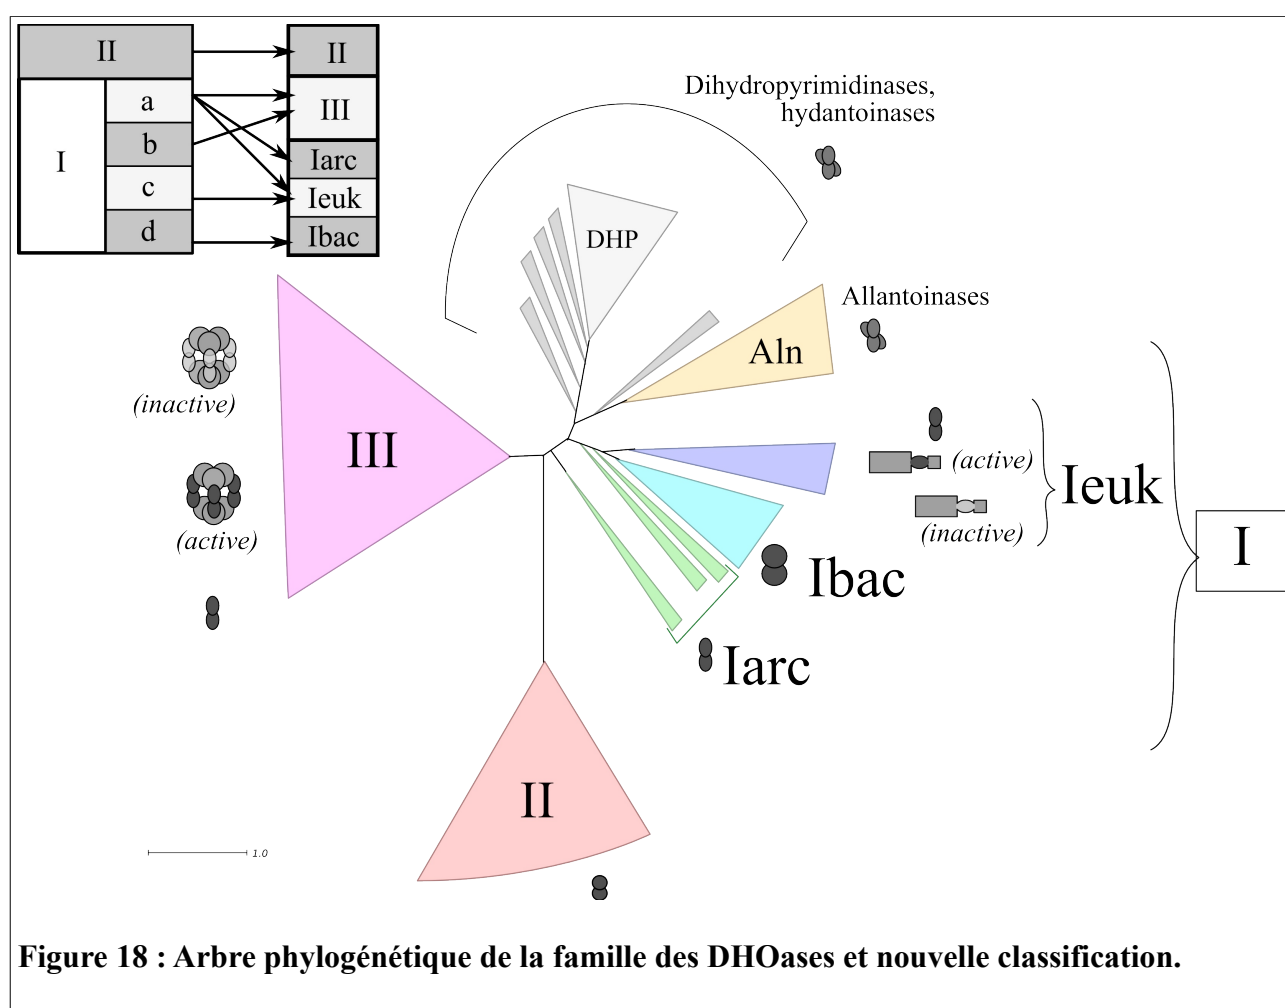 II
I
a
b
c
d
II
III
Iarc
Ieuk
Ibac
Dihydropyrimidinases,
hydantoinases
DHP
Allantoinases
Aln
III
(inactive)
(active)
(active)
(inactive)
Ieuk
I
Ibac
Iarc
II
1.0
Figure 18 : Arbre phylogénétique de la famille des DHOases et nouvelle classification.